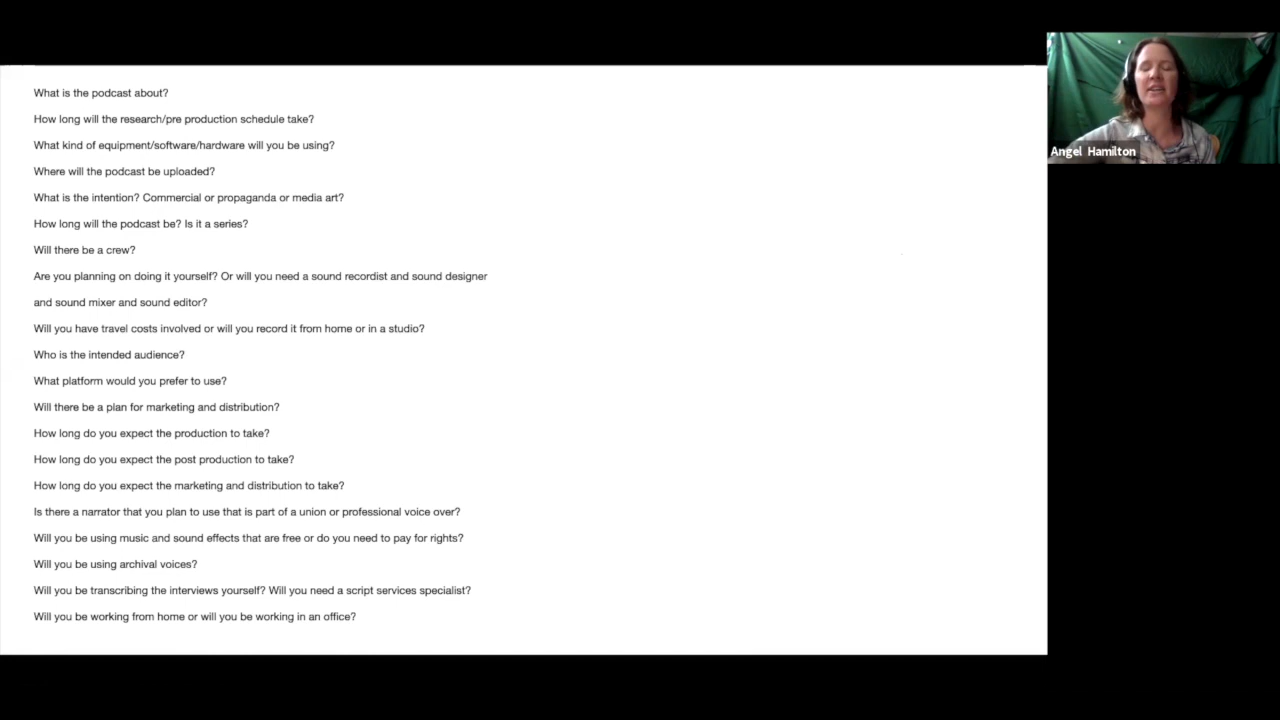 What is the podcast about?
How long will the research/pre production schedule take?
What kind of equipment/software/hardware will you be using?
Where will the podcast be uploaded?
What is the intention? Commercial or propaganda or media art?
How long will the podcast be? Is it a series?
Will there be a crew?
Are you planning on doing it yourself? Or will you need a sound recordist and sound designer
and sound mixer and sound editor?
Will you have travel costs involved or will you record it from home or in a studio?
Who is the intended audience?
What platform would you prefer to use?
Will there be a plan for marketing and distribution?
How long do you expect the production to take?
How long do you expect the post production to take?
How long do you expect the marketing and distribution to take?
Is there a narrator that you plan to use that is part of a union or professional voice over?
Will you be using music and sound effects that are free or do you need to pay for rights?
Will you be using archival voices?
Will you be transcribing the interviews yourself? Will you need a script services specialist?
Will you be working from home or will you be working in an office?
Angel Hamilton